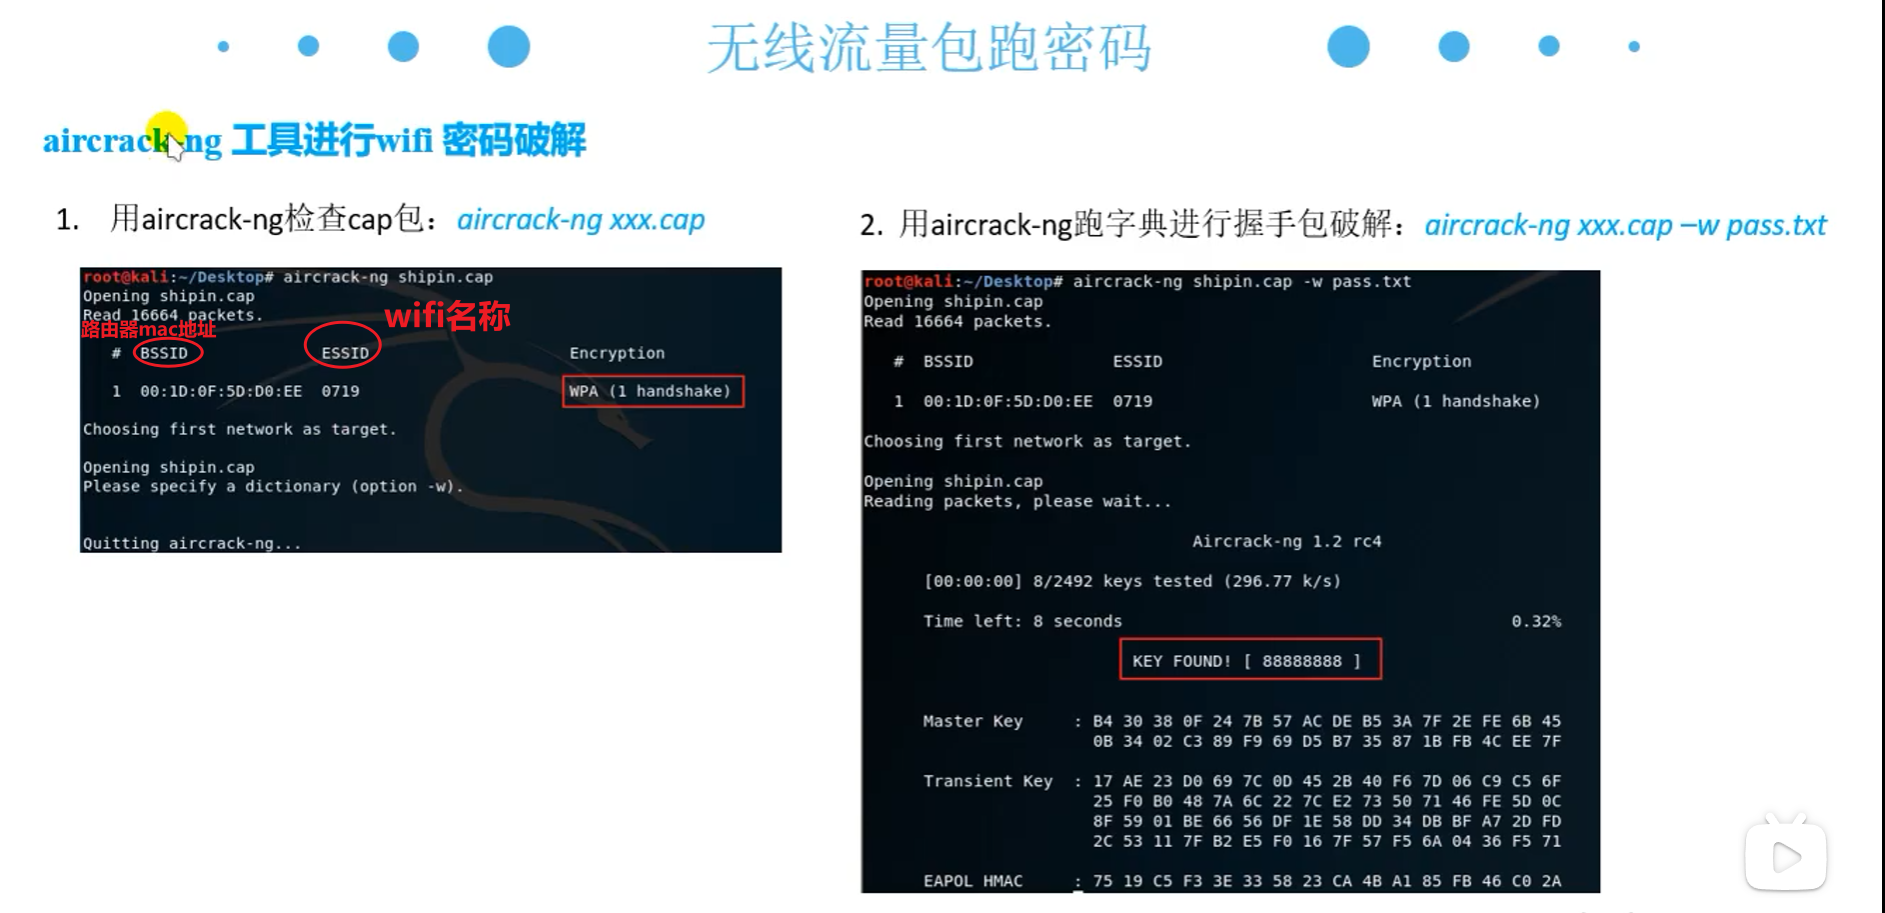 无线流量包跑密码
aircrack-ng 工具进行wifi 密码破解
1. 用aircrack-ng检查cap包：aircrack-ng xxx.cap
root@kali:~/Desktop# aircrack-ng shipin.cap
Opening shipin.cap
Read 16664 packets.
wifi名称
路由器mac地址
# BSSID ESSID Encryption
1 00:1D:0F:5D:D0:EE 0719 WPA (1 handshake)
Choosing first network as target.
Opening shipin.cap
Please specify a dictionary (option -w).
Quitting aircrack-ng...
2. 用aircrack-ng跑字典进行握手包破解：aircrack-ng xxx.cap –w pass.txt
root@kali:~/Desktop# aircrack-ng shipin.cap -w pass.txt
Opening shipin.cap
Read 16664 packets.
# BSSID ESSID Encryption
1 00:1D:0F:5D:D0:EE 0719 WPA (1 handshake)
Choosing first network as target.
Opening shipin.cap
Reading packets, please wait...
Aircrack-ng 1.2 rc4
[00:00:00] 8/2492 keys tested (296.77 k/s)
Time left: 8 seconds 0.32%
KEY FOUND! [ 88888888 ]
Master Key : B4 30 38 0F 24 7B 57 AC DE B5 3A 7F 2E FE 6B 45
0B 34 02 C3 89 F9 69 D5 B7 35 87 1B FB 4C EE 7F
Transient Key : 17 AE 23 D0 69 7C 0D 45 2B 40 F6 7D 06 C9 C5 6F
25 F0 B0 48 7A 6C 22 7C E2 73 50 71 46 FE 5D 0C
8F 59 01 BE 66 56 DF 1E 58 DD 34 DB BF A7 2D FD
2C 53 11 7F B2 E5 F0 16 7F 57 F5 6A 04 36 F5 71
EAPOL HMAC : 75 19 C5 F3 3E 33 58 23 CA 4B A1 85 FB 46 C0 2A